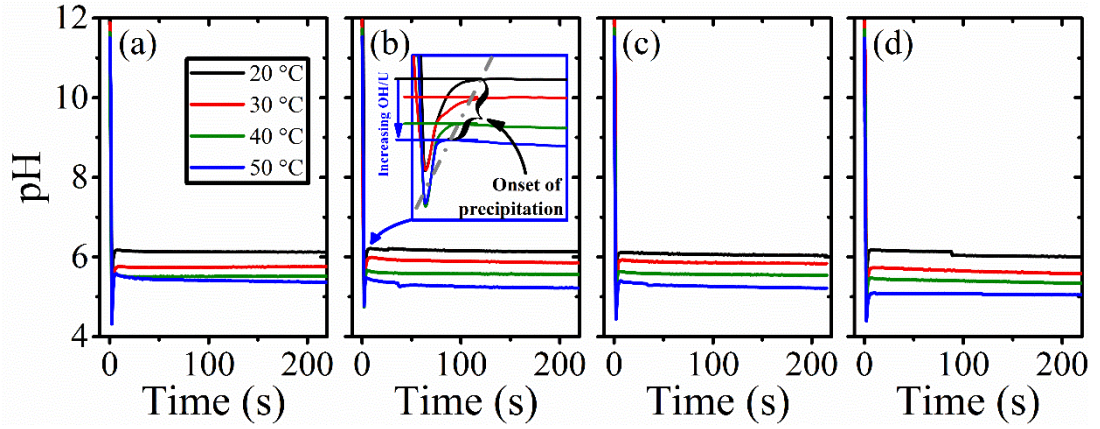 (a)
(b)
(c)
(d)
20 °C
30 °C
40 °C
50 °C
Increasing OH/U
Onset of
precipitation
pH
12
10
8
6
4
0
100
200
0
100
200
0
100
200
0
100
200
Time (s)
Time (s)
Time (s)
Time (s)